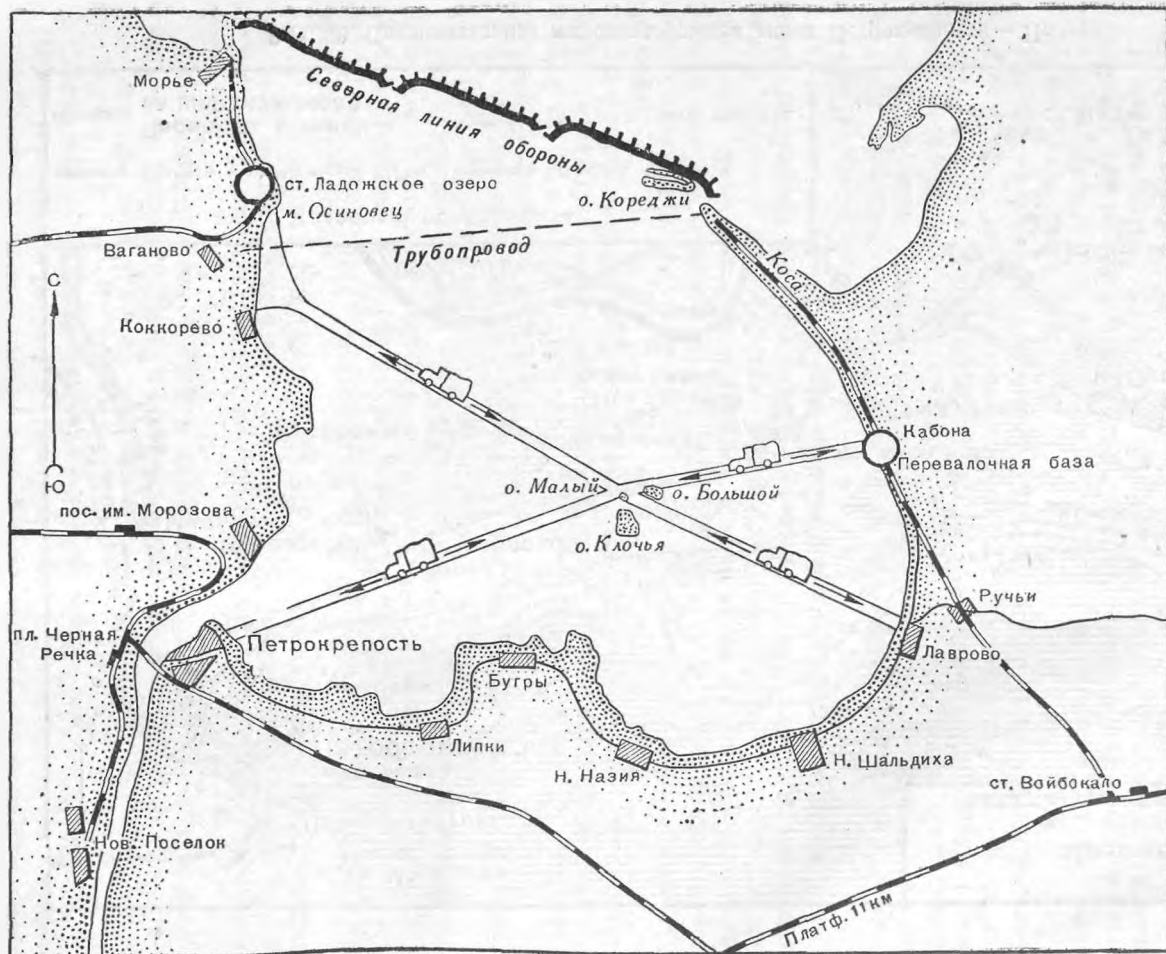 Морье
Северная линия обороны
ст. Ладожское озеро
о. Кореджи
м. Осиновец
Ваганово
Трубопровод
Коса
С
Коккорево
Кабона
Ю
Перевалочная база
о. Малый
о. Большой
пос. им. Морозова
о. Клочья
Ручьи
пл. Черная
Речка
Петрокрепость
Лаврово
Бугры
Липки
Н. Назия
Н. Шальдиха
ст. Войбокало
Нов. Поселок
Платф. 11 км